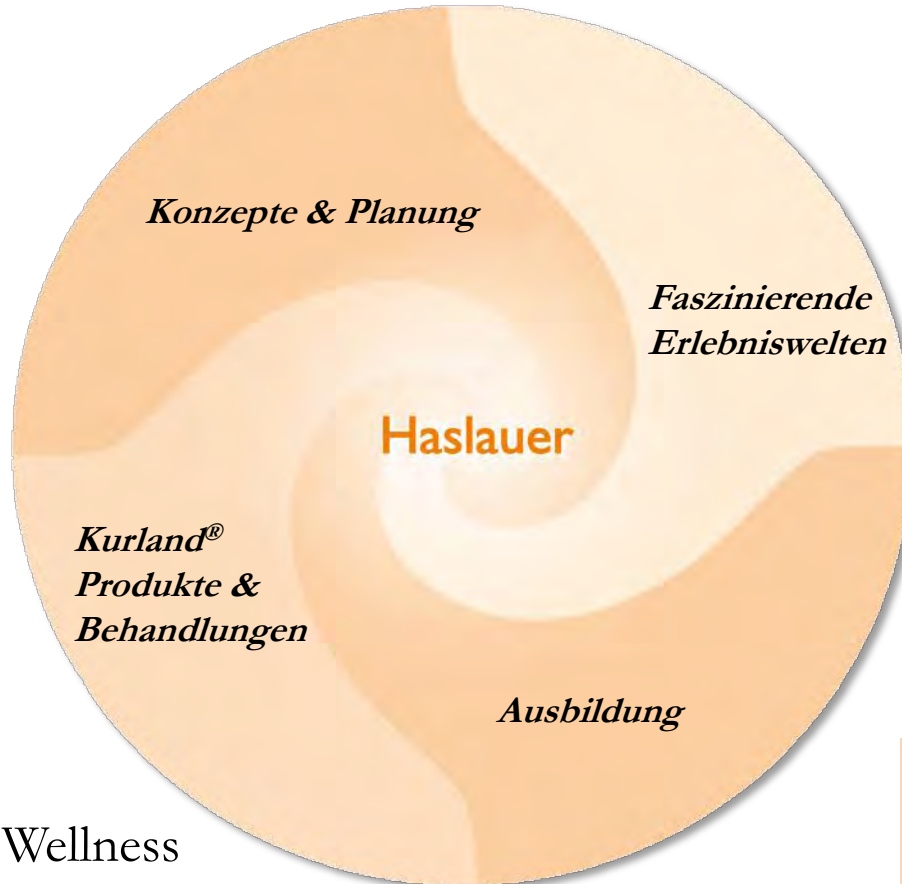 Konzepte & Planung
Faszinierende
Erlebniswelten
Haslauer
Kurland®
Produkte &
Behandlungen
Ausbildung
Wellness